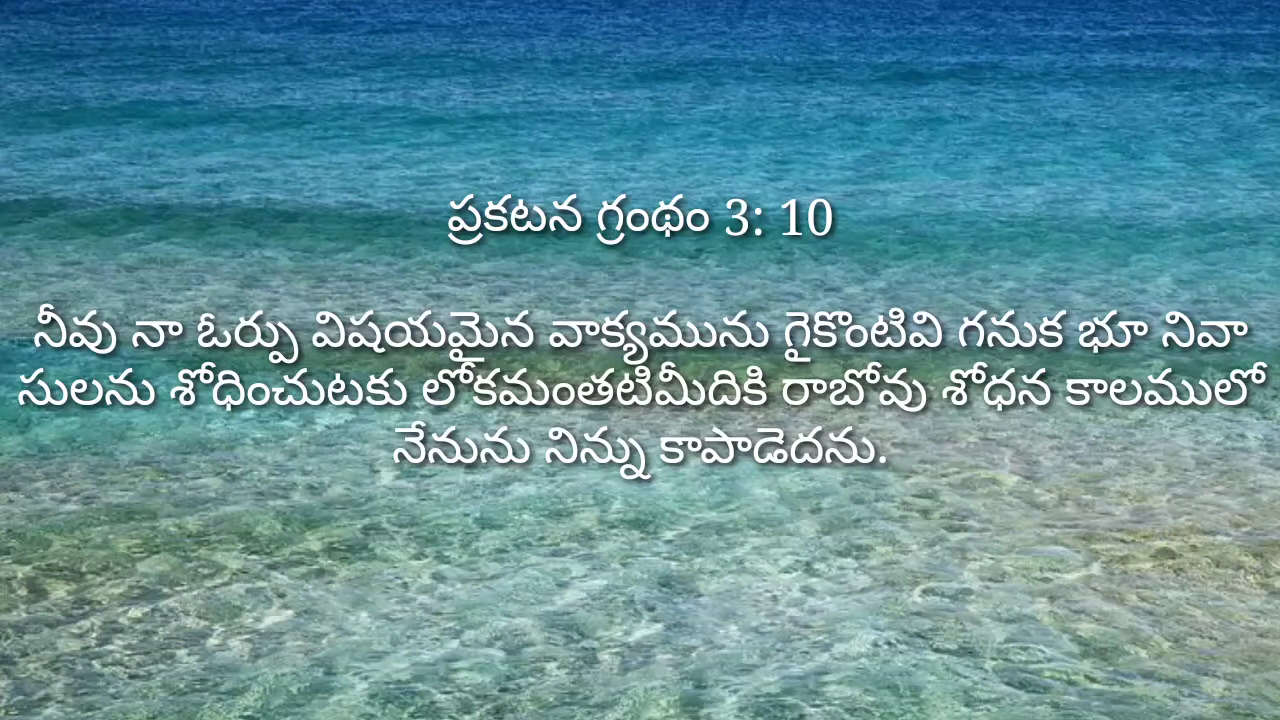 ప్రకటన గ్రంథం 3: 10
నీవు నా ఓర్పు విషయమైన వాక్యమును గైకొంటివి గనుక భూ నివా
సులను శోధించుటకు లోకమంతటిమీదికి రాబోవు శోధన కాలములో
నేనును నిన్ను కాపాడెదను.